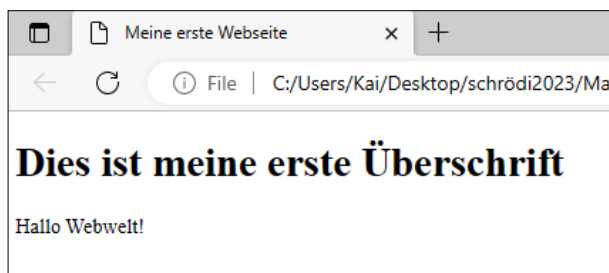 Meine erste Webseite
File | C:/Users/Kai/Desktop/schrödi2023/Ma
Dies ist meine erste Überschrift
Hallo Webwelt!